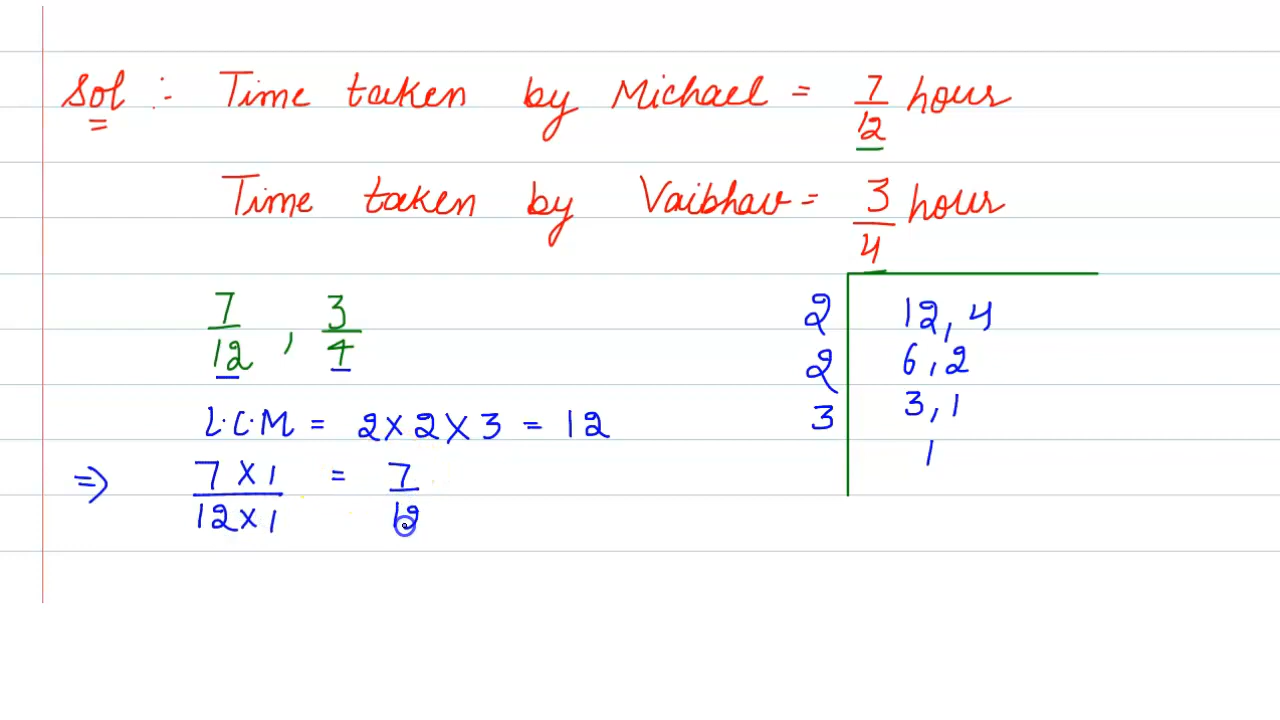 Sol :- Time taken by Michael = 7/12 hour
Time taken by Vaibhav = 3/4 hour
7/12 , 3/4
2 | 12, 4
2 | 6, 2
3 | 3, 1
1
L.C.M = 2 × 2 × 3 = 12
⇒ 7 × 1 / 12 × 1 = 7/12